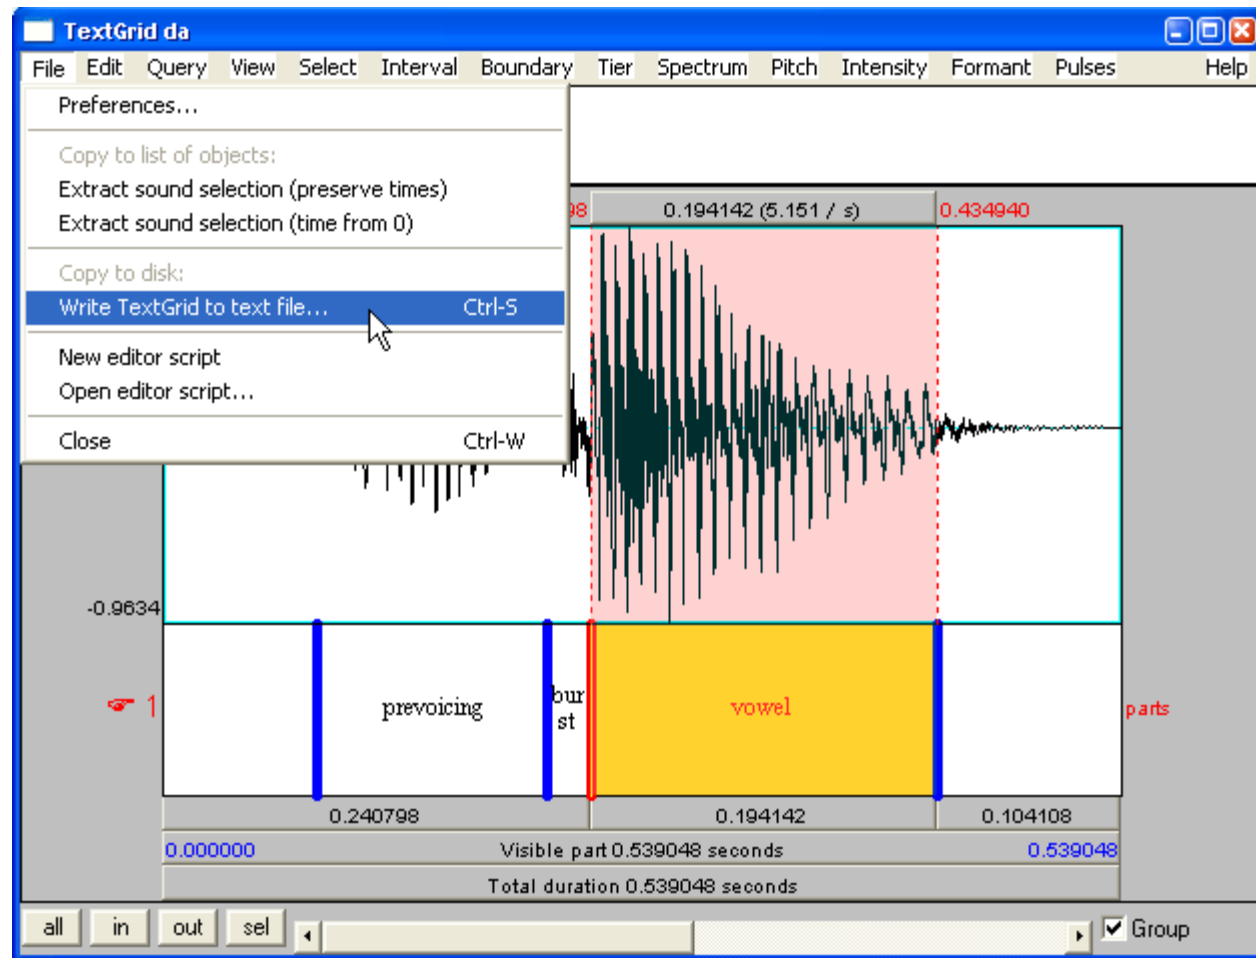 TextGrid da
File Edit Query View Select Interval Boundary Tier Spectrum Pitch Intensity Formant Pulses Help
Preferences...
Copy to list of objects:
Extract sound selection (preserve times)
Extract sound selection (time from 0)
Copy to disk:
Write TextGrid to text file... Ctrl-S
New editor script
Open editor script...
Close Ctrl-W
98 0.194142 (5.151 / s) 0.434940
-0.9634
1 prevoicing bur
st vowel parts
0.240798 0.194142 0.104108
0.000000 Visible part 0.539048 seconds 0.539048
Total duration 0.539048 seconds
all in out sel Group